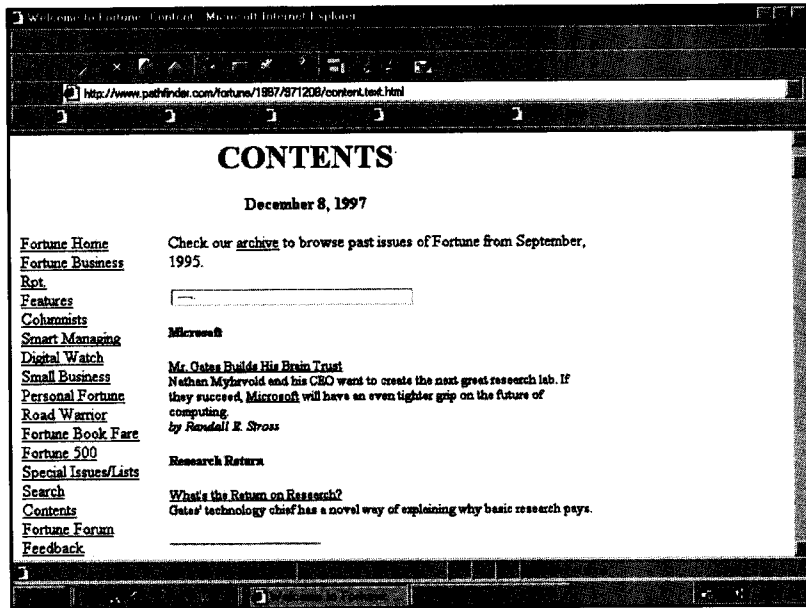 Welcome to Fortune Content - Microsoft Internet Explorer
http://www.pathfinder.com/fortune/1997/971208/content.text.html
CONTENTS
December 8, 1997
Fortune Home
Fortune Business
Rpt.
Features
Columnists
Smart Managing
Digital Watch
Small Business
Personal Fortune
Road Warrior
Fortune Book Fare
Fortune 500
Special Issues/Lists
Search
Contents
Fortune Forum
Feedback
Check our archive to browse past issues of Fortune from September,
1995.
Microsoft
Mr. Gates Builds His Brain Trust
Nathan Myhrvold and his CEO want to create the next great research lab. If
they succeed, Microsoft will have an even tighter grip on the future of
computing.
by Randall E. Stross
Research Return
What's the Return on Research?
Gates' technology chief has a novel way of explaining why basic research pays.